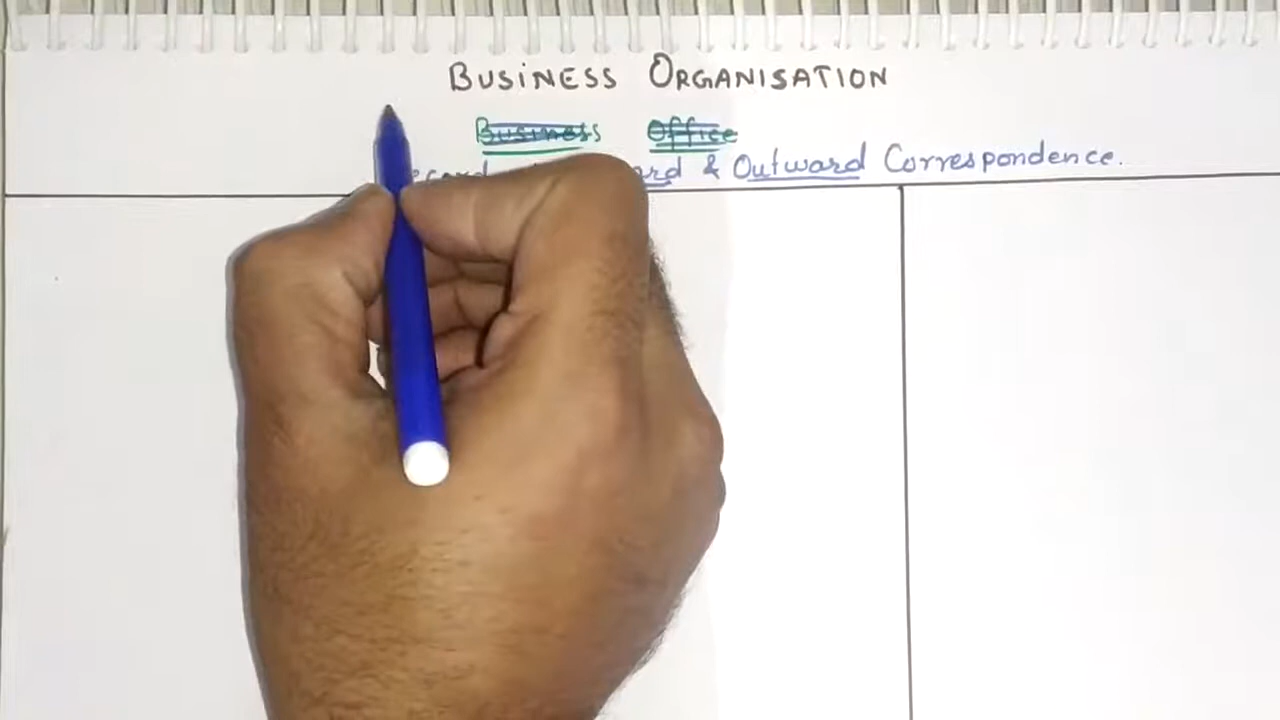 BUSINESS ORGANISATION
Business Office
& Outward Correspondence.